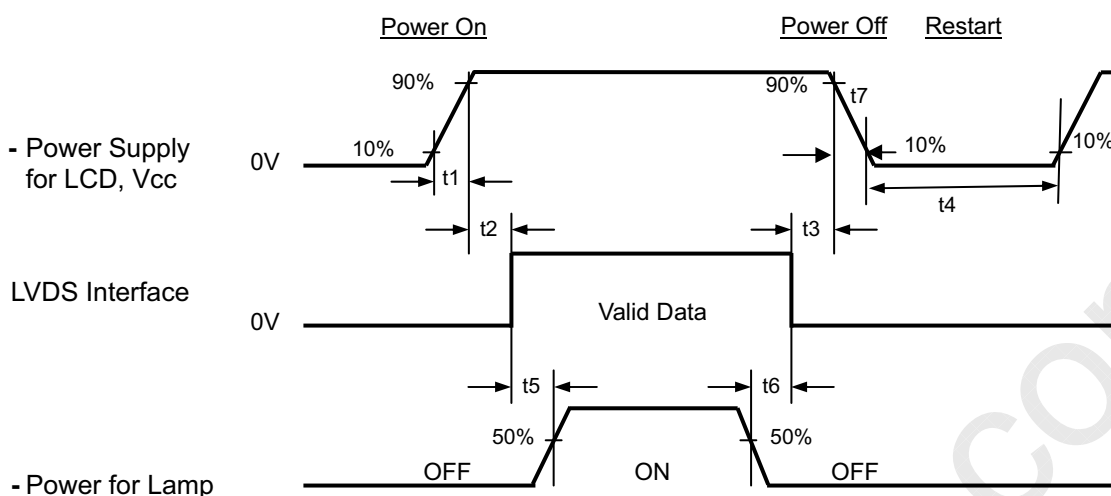 Power On Power Off Restart
90% 90% t7
- Power Supply
for LCD, Vcc
0V 10% 10% 10%
t1 t4
t2 t3
LVDS Interface
0V Valid Data
t5 t6
50% 50%
OFF ON OFF
- Power for Lamp